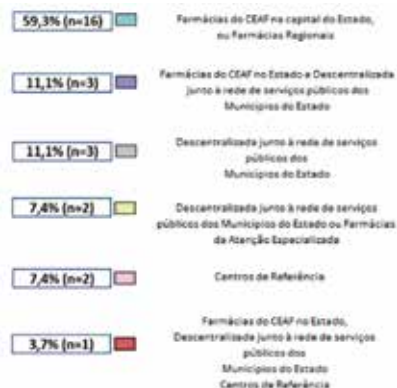 59,3% (n=16)
Farmácias do CEAF na capital do Estado,
ou Farmácias Regionais
11,1% (n=3)
Farmácias do CEAF no Estado e Descentralizada
junto à rede de serviços públicos dos
Municípios do Estado
11,1% (n=3)
Descentralizada junto à rede de serviços
públicos dos
Municípios do Estado
7,4% (n=2)
Descentralizada junto à rede de serviços
públicos dos Municípios do Estado ou Farmácias
da Atenção Especializada
7,4% (n=2)
Centros de Referência
3,7% (n=1)
Farmácias do CEAF no Estado,
Descentralizada junto à rede de serviços
públicos dos
Municípios do Estado
Centros de Referência